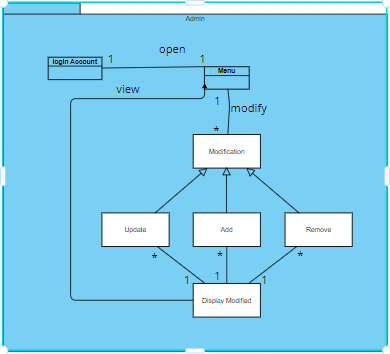 Admin
open
login Account
1
1
Menu
view
1
modify
*
Modification
Update
Add
Remove
*
*
*
1
1
1
Display Modified